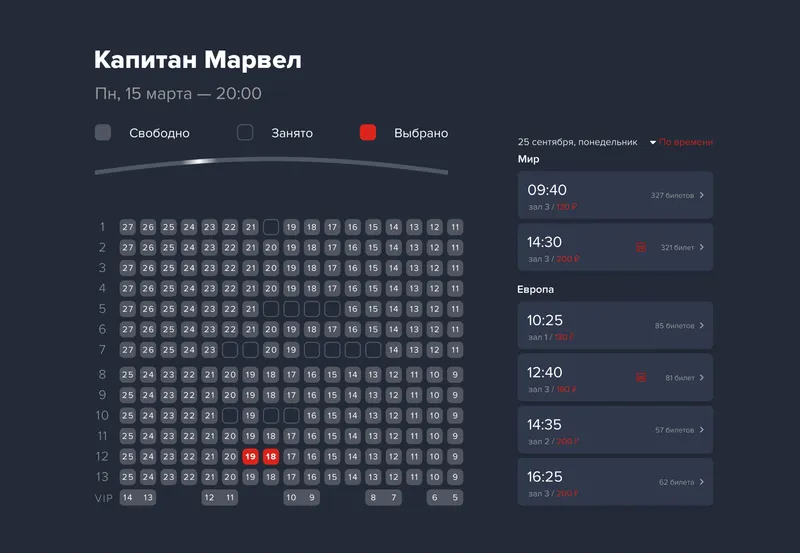 Капитан Марвел
Пн, 15 марта — 20:00
Свободно Занято Выбрано
1 27 26 25 24 23 22 21 19 18 17 16 15 14 13 12 11
2 27 26 25 24 23 22 21 20 19 18 17 16 15 14 13 12 11
3 27 26 25 24 23 22 21 20 19 18 17 16 15 14 13 12 11
4 27 26 25 24 23 22 21 20 19 18 17 16 15 14 13 12 11
5 27 26 25 24 23 22 21 16 15 14 13 12 11
6 27 26 25 24 23 22 21 20 19 18 17 16 15 14 13 12 11
7 27 26 25 24 23 20 19 14 13 12 11
8 25 24 23 22 21 20 19 18 17 16 15 14 13 12 11 10 9
9 25 24 23 22 21 20 19 18 17 16 15 14 13 12 11 10 9
10 25 24 23 22 21 19 16 15 14 13 12 11 10 9
11 25 24 23 22 21 20 19 18 17 16 15 14 13 12 11 10 9
12 25 24 23 22 21 20 19 18 17 16 15 14 13 12 11 10 9
13 25 24 23 22 21 20 19 18 17 16 15 14 13 12 11 10 9
VIP 14 13 12 11 10 9 8 7 6 5
25 сентября, понедельник По времени
Мир
09:40 327 билетов
зал 3 / ₽
14:30 321 билет
зал 3 / 200 ₽
Европа
10:25 85 билетов
зал 1 / ₽
12:40 81 билет
зал 3 / ₽
14:35 57 билетов
зал 2 / 200 ₽
16:25 62 билета
зал 3 / 200 ₽